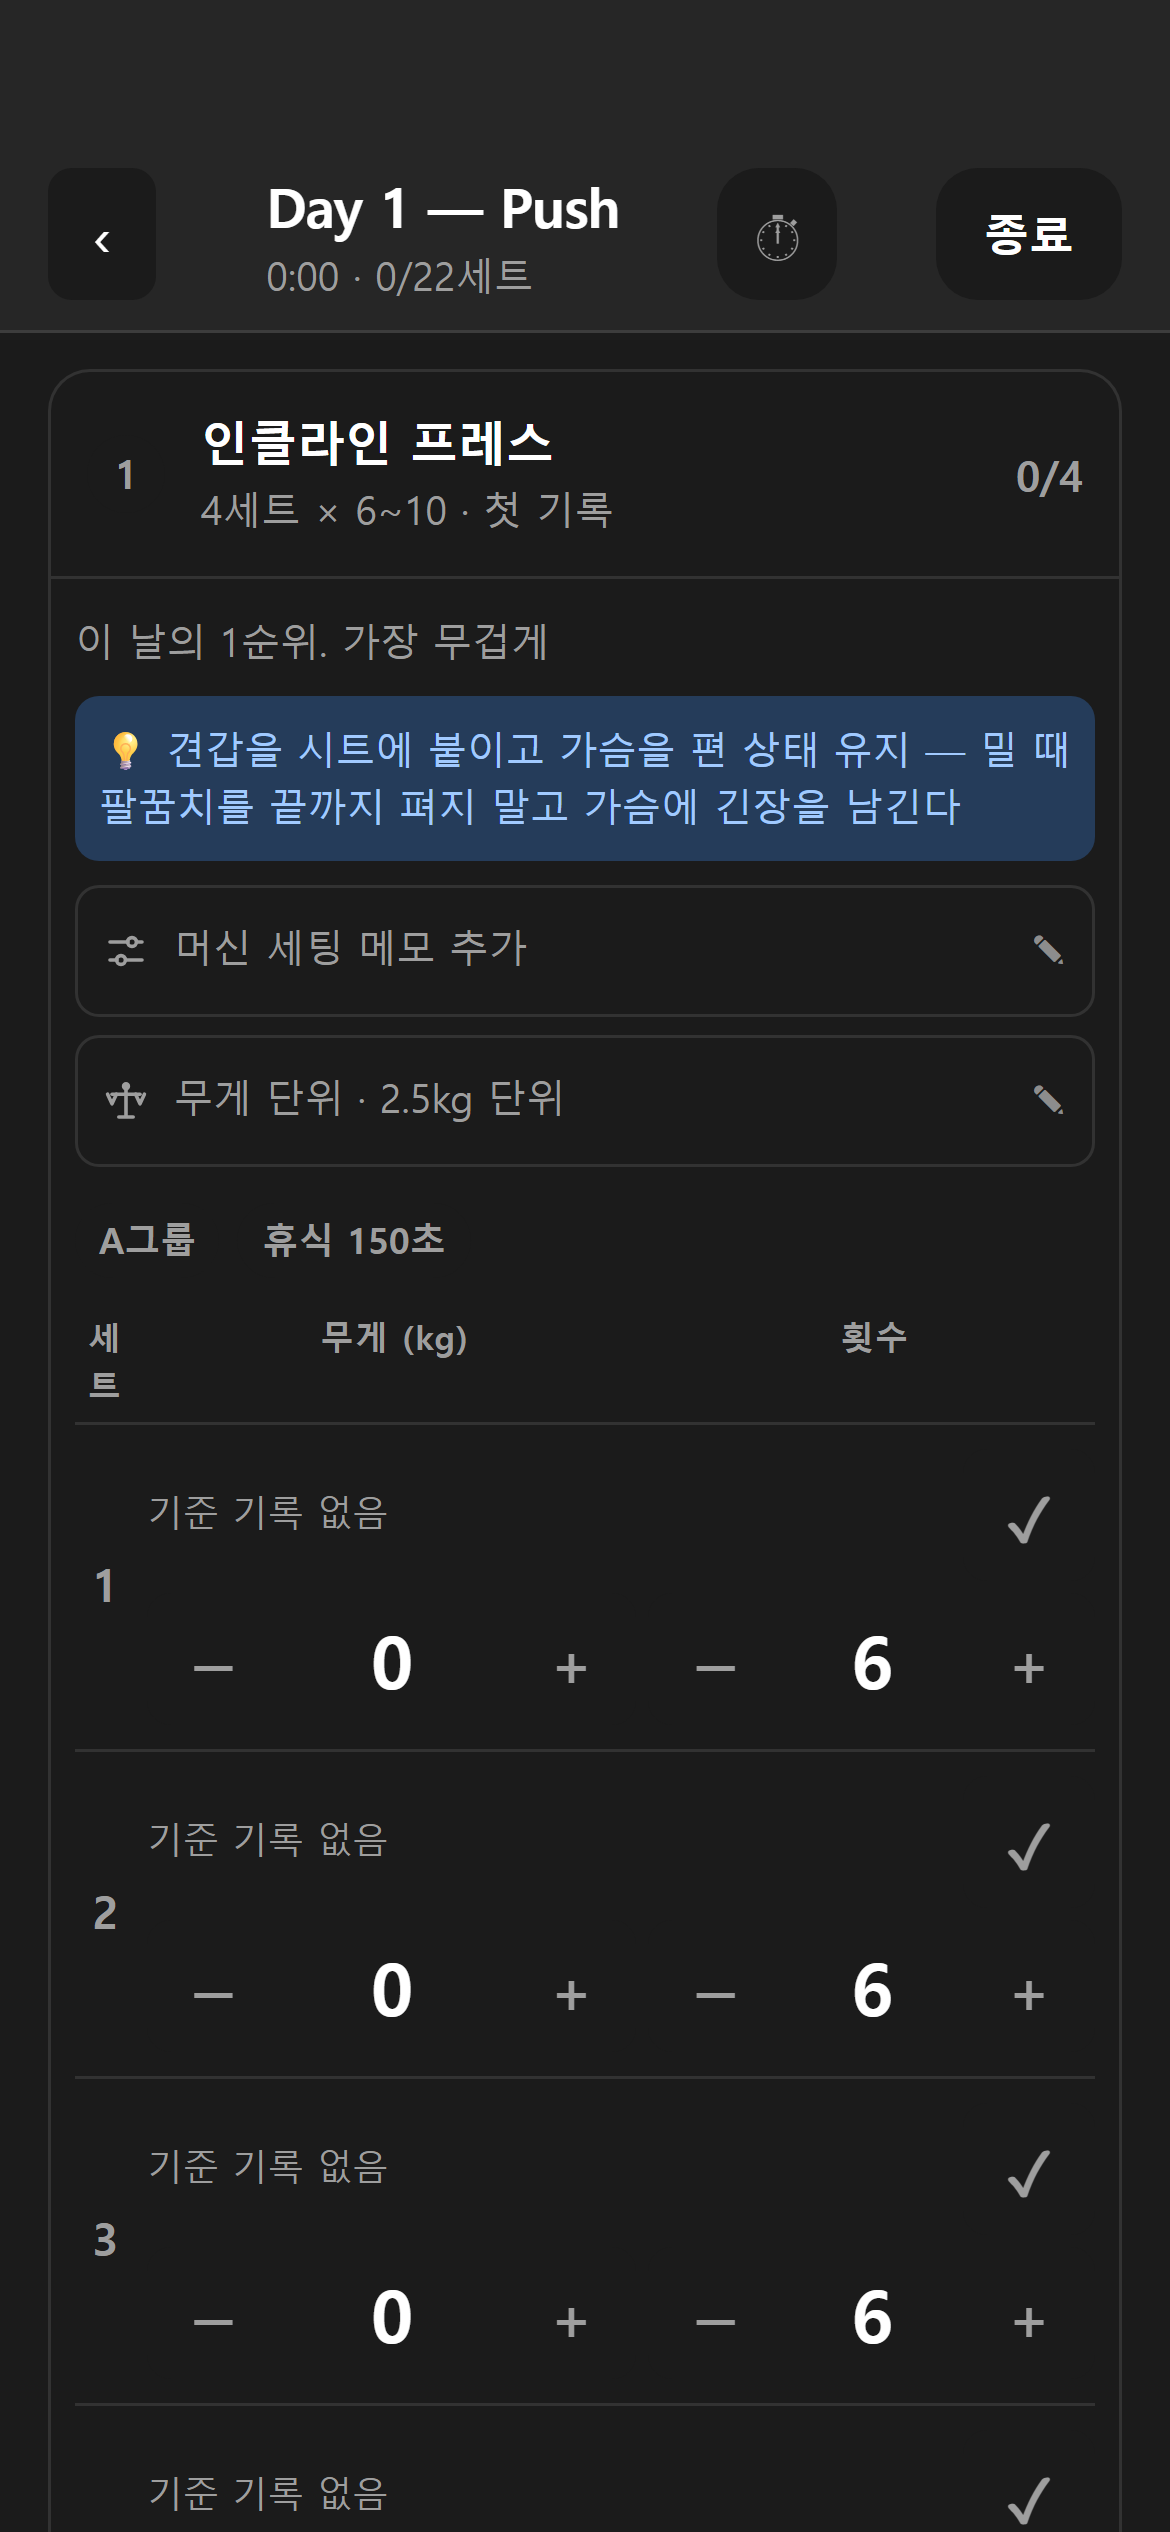 ‹
Day 1 — Push
0:00 · 0/22세트
종료
1
인클라인 프레스
4세트 × 6~10 · 첫 기록
0/4
이 날의 1순위. 가장 무겁게
💡 견갑을 시트에 붙이고 가슴을 편 상태 유지 — 밀 때
팔꿈치를 끝까지 펴지 말고 가슴에 긴장을 남긴다
머신 세팅 메모 추가
무게 단위 · 2.5kg 단위
A그룹 휴식 150초
세트 무게 (kg) 횟수
기준 기록 없음 ✓
1
— 0 + — 6 +
기준 기록 없음 ✓
2
— 0 + — 6 +
기준 기록 없음 ✓
3
— 0 + — 6 +
기준 기록 없음 ✓